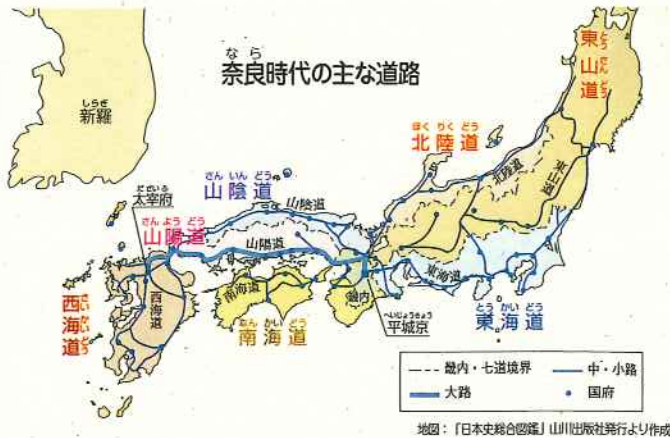 なら
奈良時代の主な道路
しらぎ
新羅
とうさんどう
東山道
ほくりくどう
北陸道
北陸道
東山道
さんいんどう
山陰道
山陰道
だざいふ
太宰府
さんようどう
山陽道
山陽道
東海道
畿内
へいじょうきょう
平城京
とうかいどう
東海道
南海道
なんかいどう
南海道
西海道
さいかいどう
西海道
畿内・七道境界
中・小路
大路
国府
地図：「日本史総合図鑑」山川出版社発行より作成